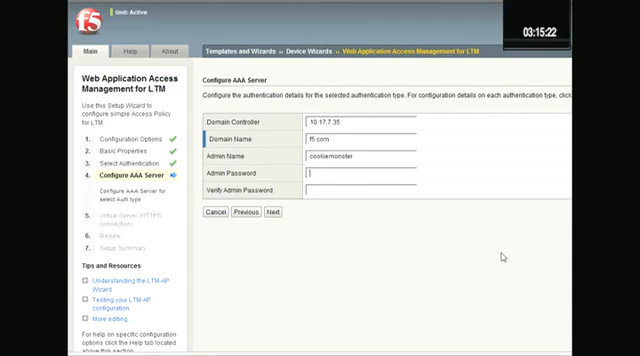 f5
Unit: Active
03:15:22
Main
Help
About
Templates and Wizards » Device Wizards » Web Application Access Management for LTM
Web Application Access
Management for LTM
Use this Setup Wizard to
configure simple Access Policy
for LTM.
1. Configuration Options
2. Basic Properties
3. Select Authentication
4. Configure AAA Server
Configure AAA Server for
select Auth type
5. Virtual Server (HTTPS
connection)
6. Review
7. Setup Summary
Tips and Resources
Understanding the LTM-AP
Wizard
Testing your LTM-AP
configuration
More editing...
For help on specific configuration
options click the Help tab located
above this section.
Configure AAA Server
Configure the authentication details for the selected authentication type. For configuration details on each authentication type, click
Domain Controller 10.17.7.35
Domain Name f5.com
Admin Name cookiemonster
Admin Password
Verify Admin Password
Cancel Previous Next